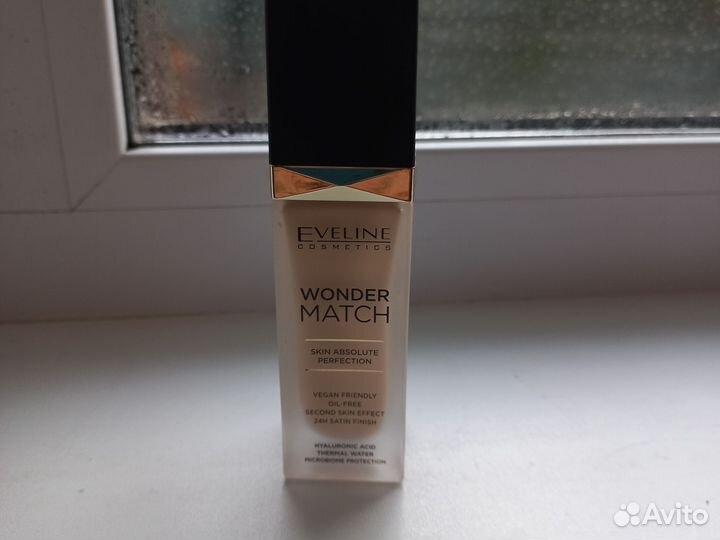 EVELINE
COSMETICS
WONDER
MATCH
SKIN ABSOLUTE
PERFECTION
VEGAN FRIENDLY
OIL-FREE
SECOND SKIN EFFECT
24H SATIN FINISH
HYALURONIC ACID
THERMAL WATER
MICROBIOME PROTECTION
Avito